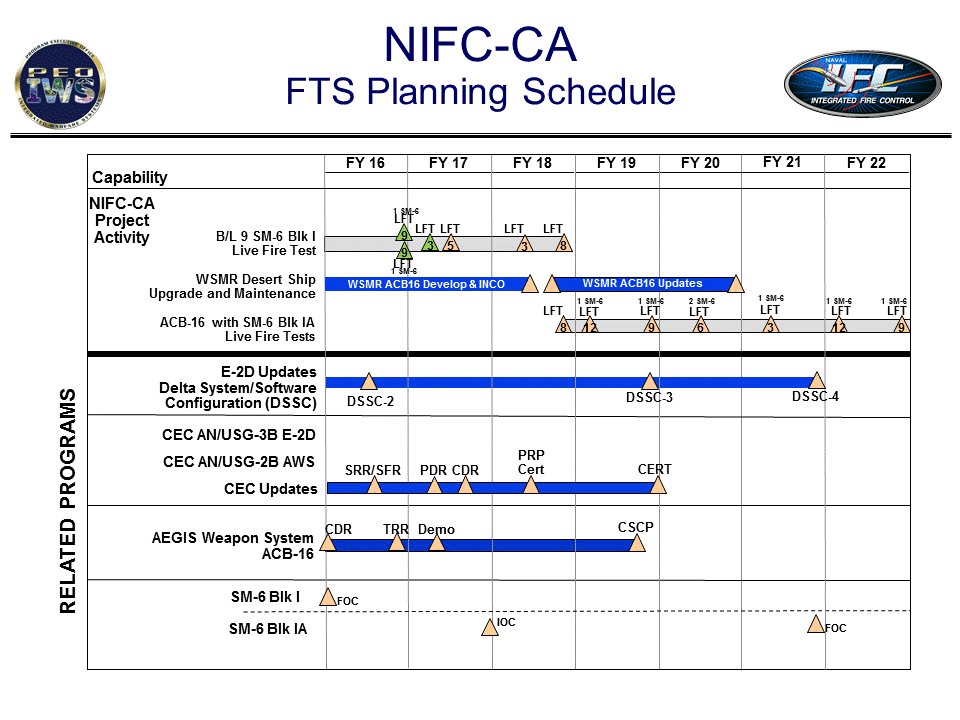 NIFC-CA
FTS Planning Schedule
PROGRAM EXECUTIVE OFFICE
PEO
IWS
INTEGRATED WARFARE SYSTEMS
NAVAL
IFC
INTEGRATED FIRE CONTROL
Capability
FY 16 FY 17 FY 18 FY 19 FY 20 FY 21 FY 22
NIFC-CA
Project
Activity
B/L 9 SM-6 Blk I
Live Fire Test
1 SM-6
LFT LFT LFT LFT LFT
9 3 5 3 8
9
LFT
1 SM-6
WSMR Desert Ship
Upgrade and Maintenance
WSMR ACB16 Develop & INCO WSMR ACB16 Updates
ACB-16 with SM-6 Blk IA
Live Fire Tests
1 SM-6 1 SM-6 2 SM-6 1 SM-6 1 SM-6 1 SM-6
LFT LFT LFT LFT LFT LFT LFT
8 12 9 6 3 12 9
RELATED PROGRAMS
E-2D Updates
Delta System/Software
Configuration (DSSC)
DSSC-2 DSSC-3 DSSC-4
CEC AN/USG-3B E-2D
CEC AN/USG-2B AWS
CEC Updates
SRR/SFR PDR CDR PRP
Cert CERT
AEGIS Weapon System
ACB-16
CDR TRR Demo CSCP
SM-6 Blk I
FOC
SM-6 Blk IA
IOC FOC